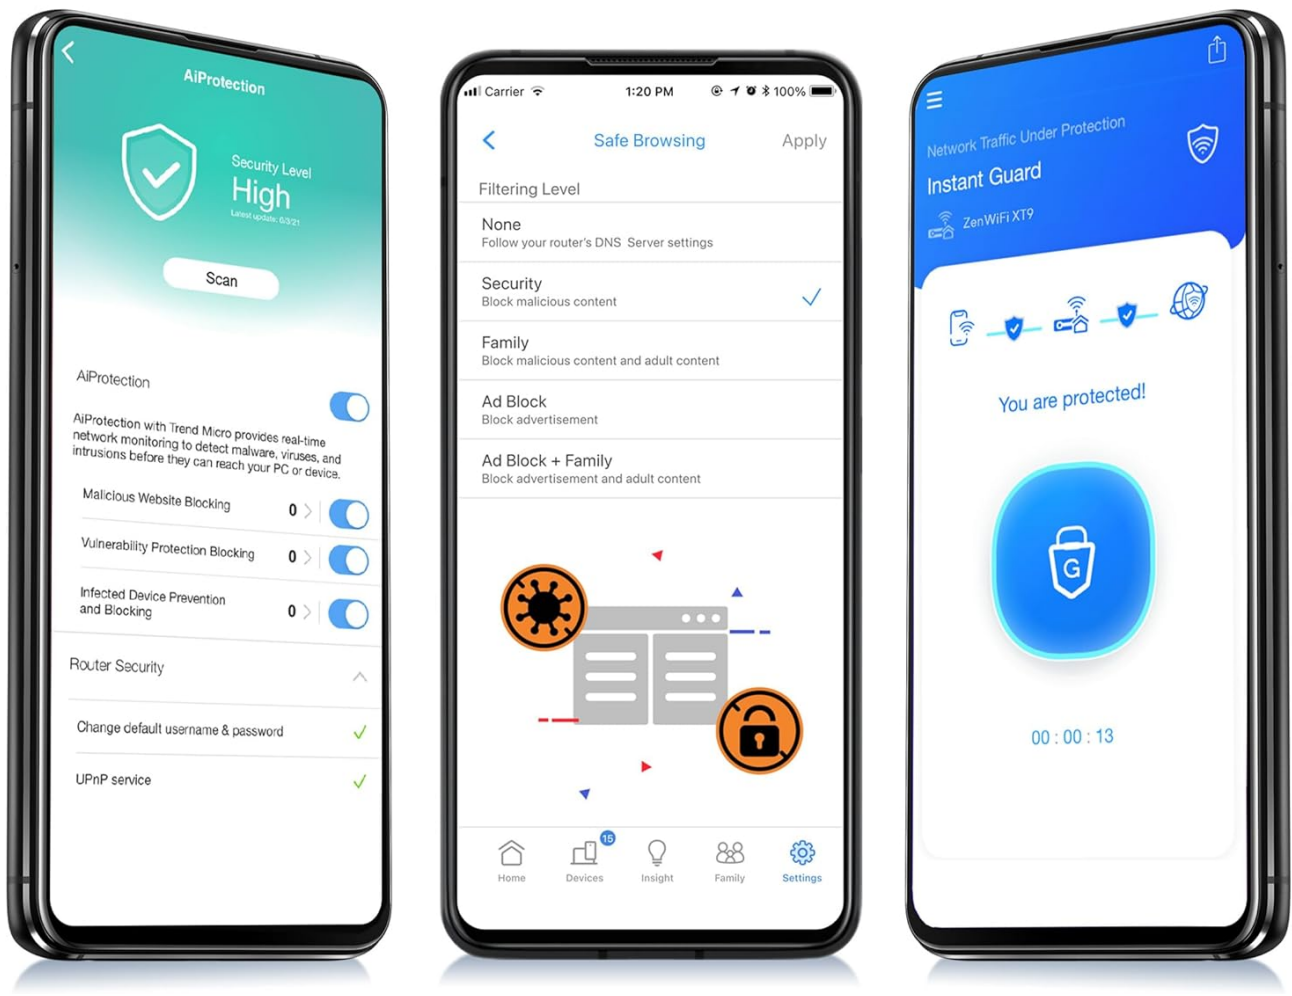 AiProtection
Security Level
High
Latest update: 0/3/21
Scan
AiProtection
AiProtection with Trend Micro provides real-time
network monitoring to detect malware, viruses, and
intrusions before they can reach your PC or device.
Malicious Website Blocking 0
Vulnerability Protection Blocking 0
Infected Device Prevention
and Blocking 0
Router Security
Change default username & password
UPnP service
Carrier 1:20 PM 100%
Safe Browsing Apply
Filtering Level
None
Follow your router's DNS Server settings
Security
Block malicious content
Family
Block malicious content and adult content
Ad Block
Block advertisement
Ad Block + Family
Block advertisement and adult content
15
Home Devices Insight Family Settings
Network Traffic Under Protection
Instant Guard
ZenWiFi XT9
You are protected!
G
00 : 00 : 13